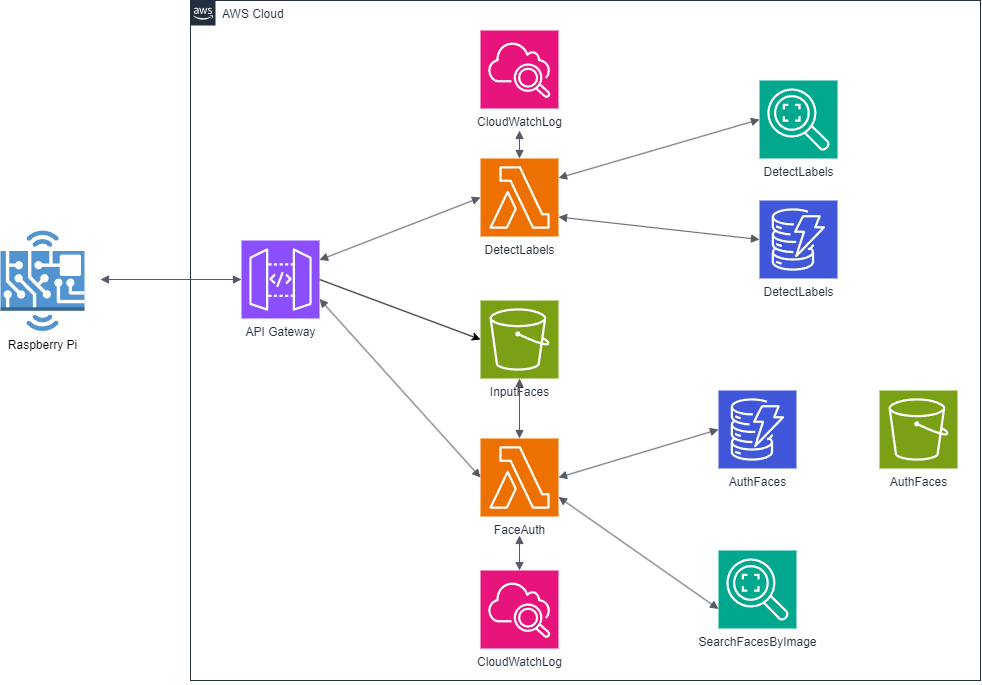 aws
AWS Cloud
CloudWatchLog
DetectLabels
DetectLabels
DetectLabels
Raspberry Pi
API Gateway
</>
InputFaces
AuthFaces
AuthFaces
FaceAuth
SearchFacesByImage
CloudWatchLog